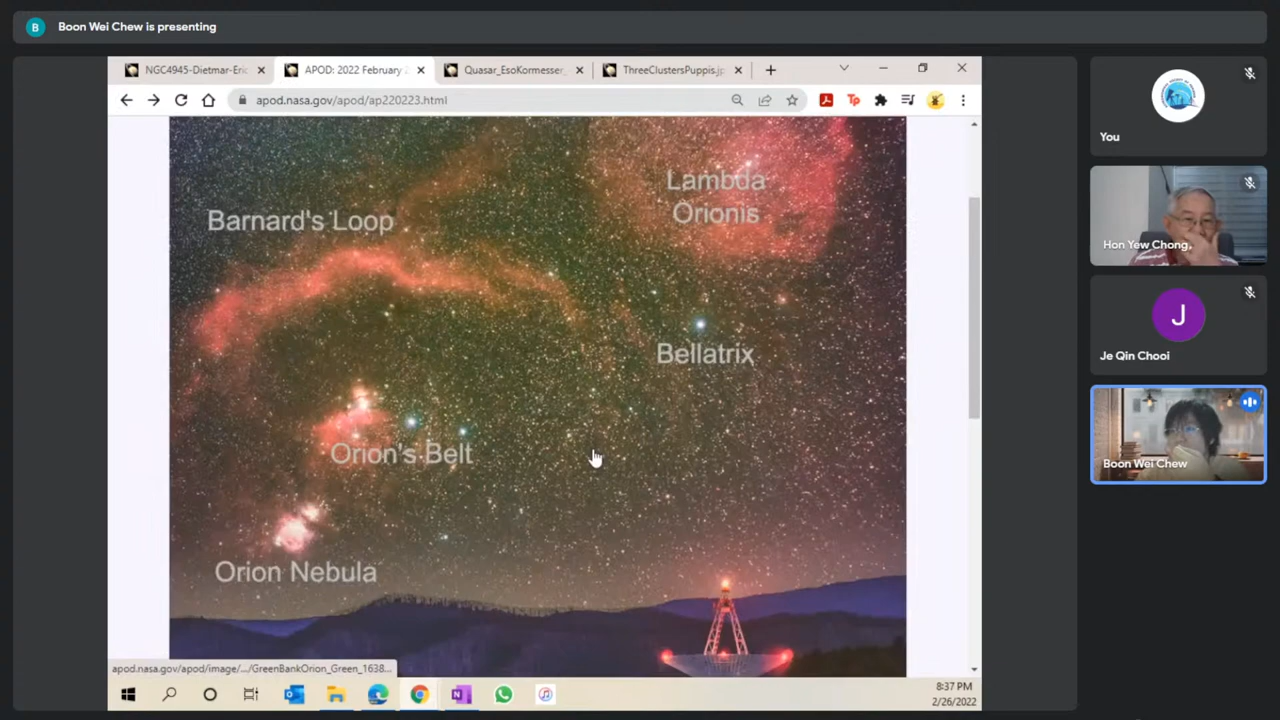 B
Boon Wei Chew is presenting
NGC4945-Dietmar-Eric
APOD: 2022 February 2
Quasar_EsoKormesser_
ThreeClustersPuppis.jp
apod.nasa.gov/apod/ap220223.html
Lambda
Orionis
Barnard's Loop
Bellatrix
Orion's Belt
Orion Nebula
apod.nasa.gov/apod/image/.../GreenBankOrion_Green_1638...
8:37 PM
2/26/2022
You
Hon Yew Chong
J
Je Qin Chooi
Boon Wei Chew